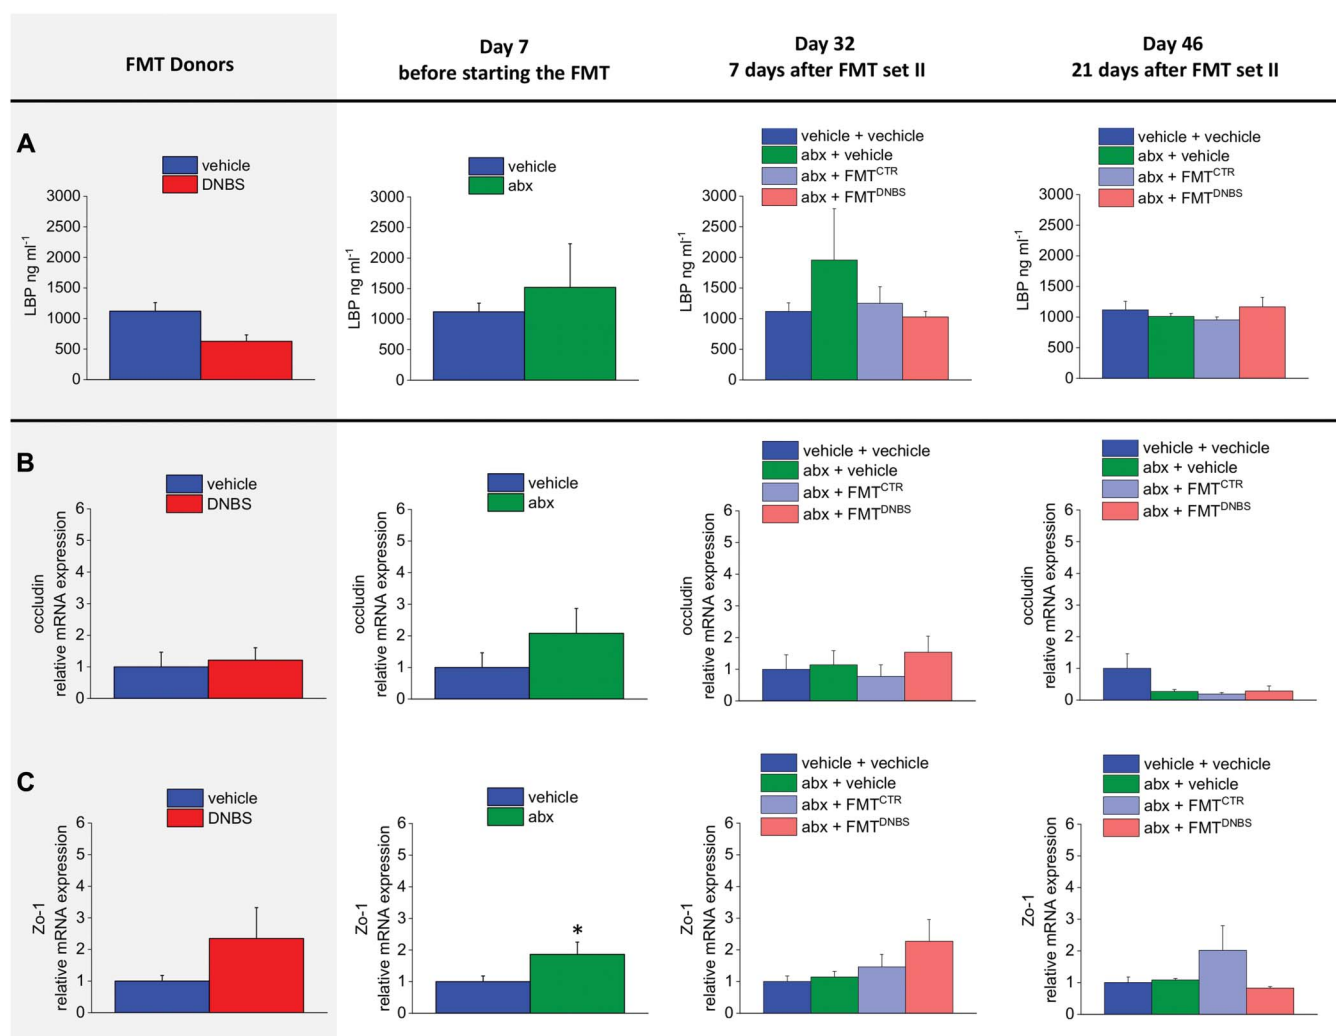 FMT Donors
Day 7
before starting the FMT
Day 32
7 days after FMT set II
Day 46
21 days after FMT set II
A
vehicle
DNBS
3000
2500
2000
1500
1000
500
0
LBP ng ml-1
vehicle
abx
3000
2500
2000
1500
1000
500
0
LBP ng ml-1
vehicle + vechicle
abx + vehicle
abx + FMTCTR
abx + FMTDNBS
3000
2500
2000
1500
1000
500
0
LBP ng ml-1
vehicle + vechicle
abx + vehicle
abx + FMTCTR
abx + FMTDNBS
3000
2500
2000
1500
1000
500
0
LBP ng ml-1
B
vehicle
DNBS
6
5
4
3
2
1
0
occludin
relative mRNA expression
vehicle
abx
6
5
4
3
2
1
0
occludin
relative mRNA expression
vehicle + vechicle
abx + vehicle
abx + FMTCTR
abx + FMTDNBS
6
5
4
3
2
1
0
occludin
relative mRNA expression
vehicle + vechicle
abx + vehicle
abx + FMTCTR
abx + FMTDNBS
6
5
4
3
2
1
0
occludin
relative mRNA expression
C
vehicle
DNBS
6
5
4
3
2
1
0
Zo-1
relative mRNA expression
vehicle
abx
6
5
4
3
2
1
0
*
Zo-1
relative mRNA expression
vehicle + vechicle
abx + vehicle
abx + FMTCTR
abx + FMTDNBS
6
5
4
3
2
1
0
Zo-1
relative mRNA expression
vehicle + vechicle
abx + vehicle
abx + FMTCTR
abx + FMTDNBS
6
5
4
3
2
1
0
Zo-1
relative mRNA expression